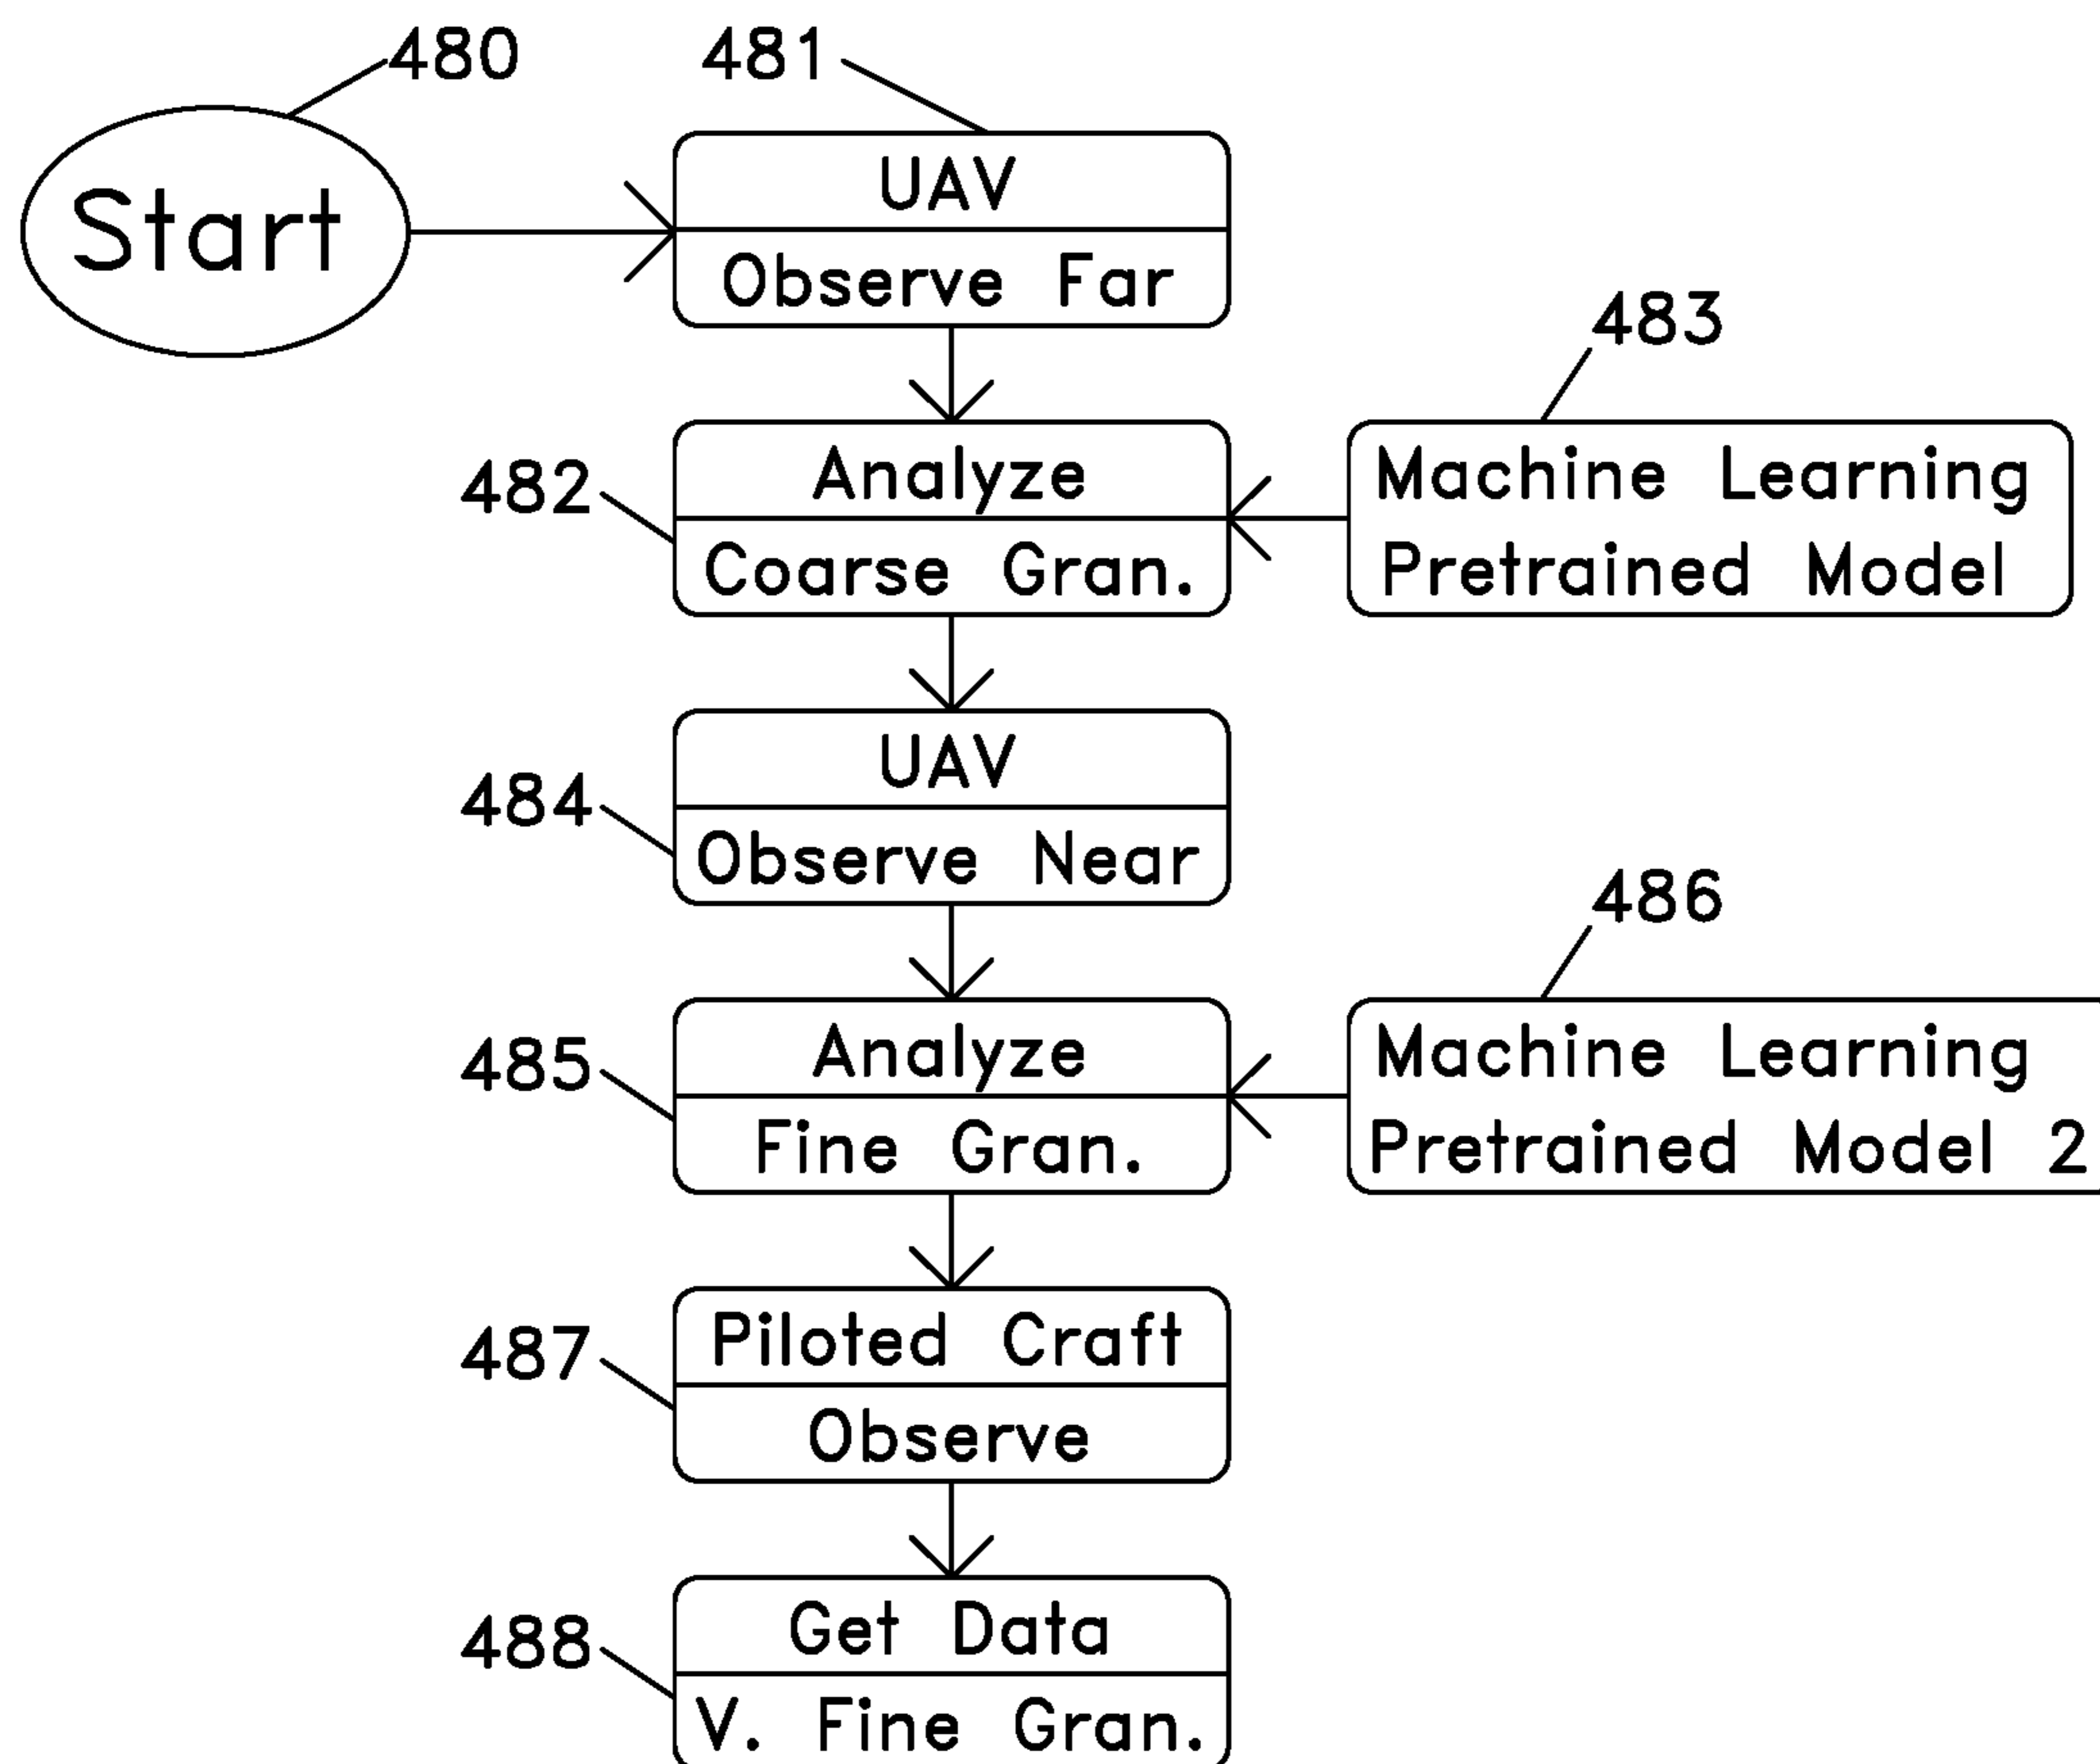 480
481
Start
UAV
Observe Far
483
482
Analyze
Coarse Gran.
Machine Learning
Pretrained Model
484
UAV
Observe Near
486
485
Analyze
Fine Gran.
Machine Learning
Pretrained Model 2
487
Piloted Craft
Observe
488
Get Data
V. Fine Gran.